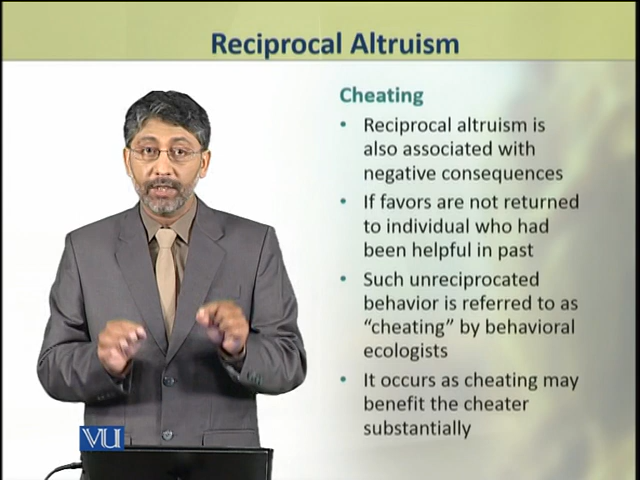 Reciprocal Altruism
Cheating
• Reciprocal altruism is
also associated with
negative consequences
• If favors are not returned
to individual who had
been helpful in past
• Such unreciprocated
behavior is referred to as
“cheating” by behavioral
ecologists
• It occurs as cheating may
benefit the cheater
substantially
VU